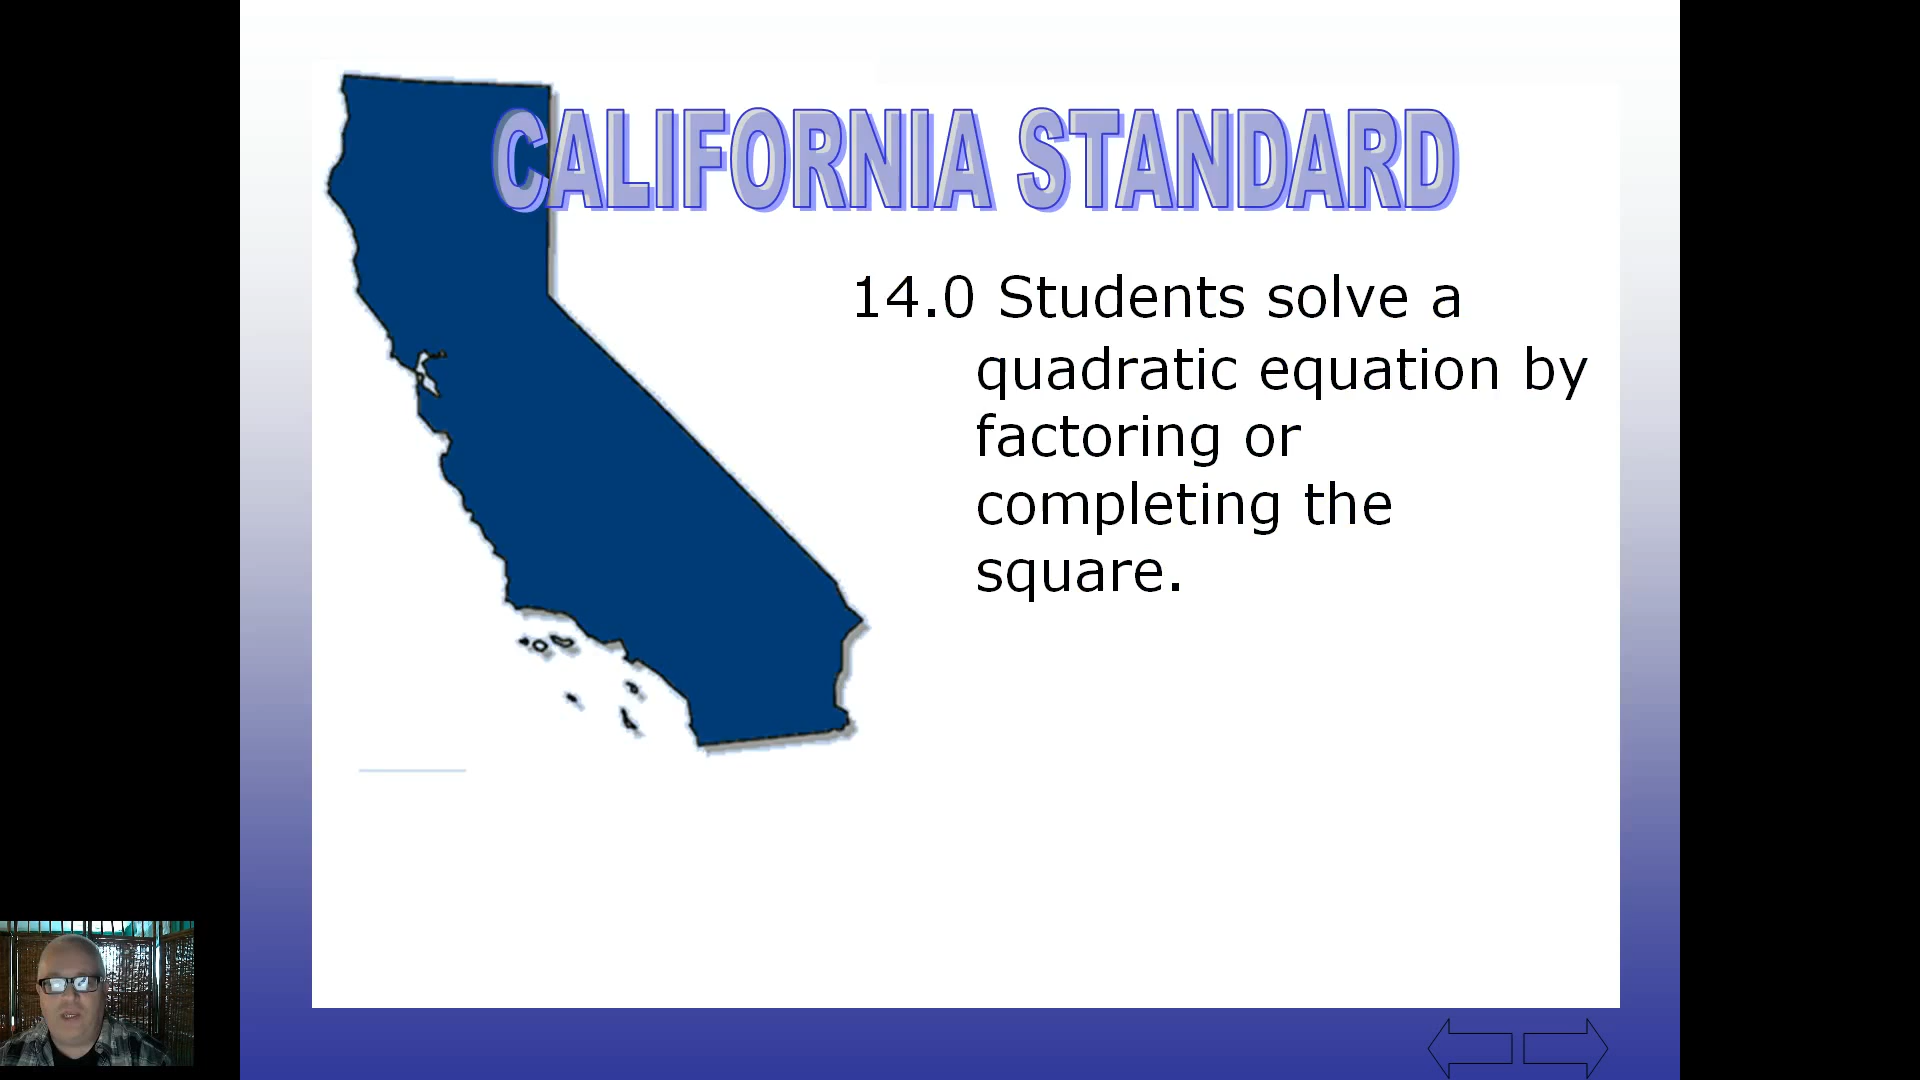 CALIFORNIA STANDARD
14.0 Students solve a
quadratic equation by
factoring or
completing the
square.